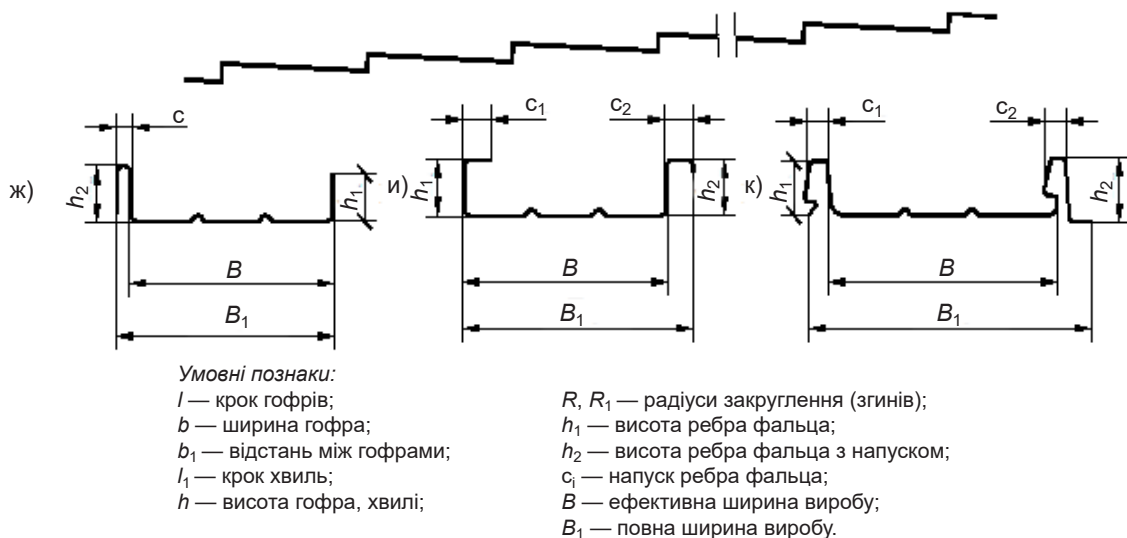 c c₁ c₂ c₁ c₂
ж) h₂ h₁ и) h₁ h₂ к) h₁ h₂
B B B
B₁ B₁ B₁
Умовні познаки:
l — крок гофрів;
b — ширина гофра;
b₁ — відстань між гофрами;
l₁ — крок хвиль;
h — висота гофра, хвилі;
R, R₁ — радіуси закруглення (згинів);
h₁ — висота ребра фальца;
h₂ — висота ребра фальца з напуском;
cᵢ — напуск ребра фальца;
B — ефективна ширина виробу;
B₁ — повна ширина виробу.